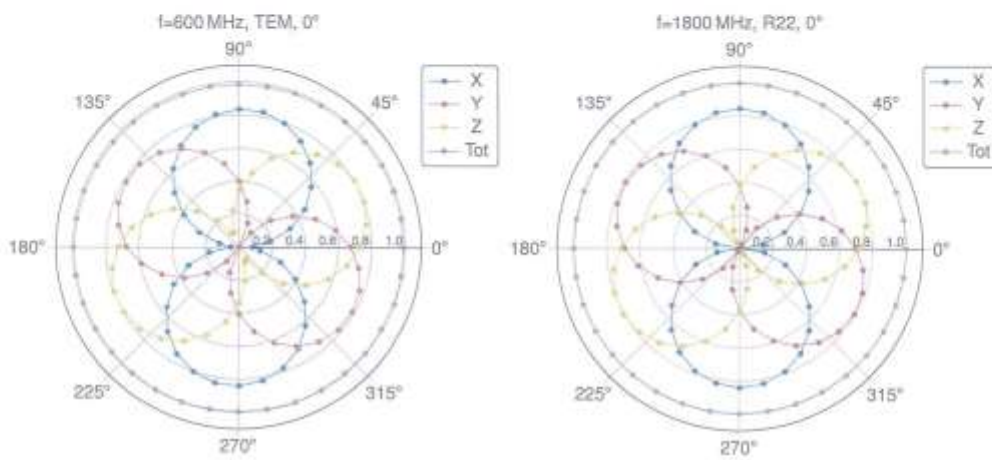 f=600 MHz, TEM, 0°
90°
135°
45°
180°
0.2 0.4 0.6 0.8 1.0
0°
225°
315°
270°
X
Y
Z
Tot
f=1800 MHz, R22, 0°
90°
135°
45°
180°
0.2 0.4 0.6 0.8 1.0
0°
225°
315°
270°
X
Y
Z
Tot